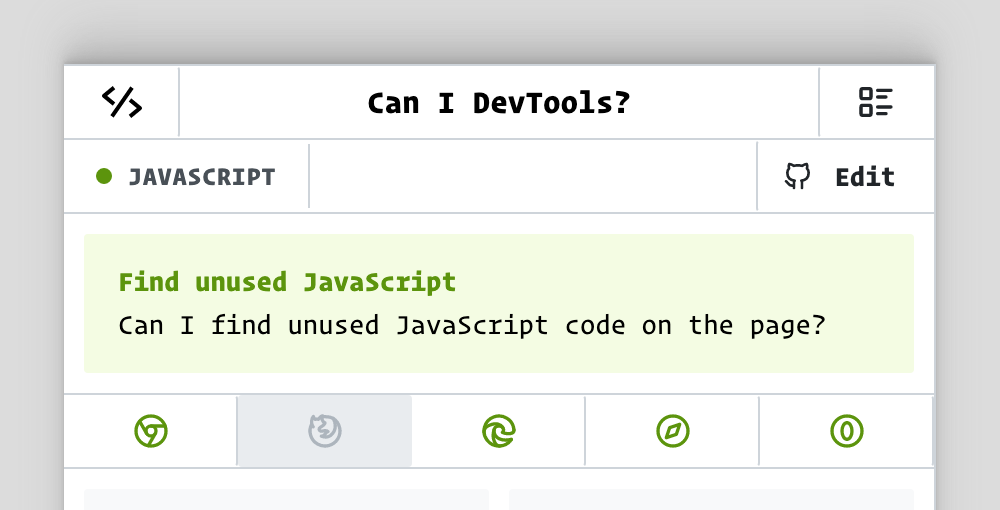 Can I DevTools?
JAVASCRIPT
Edit
Find unused JavaScript
Can I find unused JavaScript code on the page?